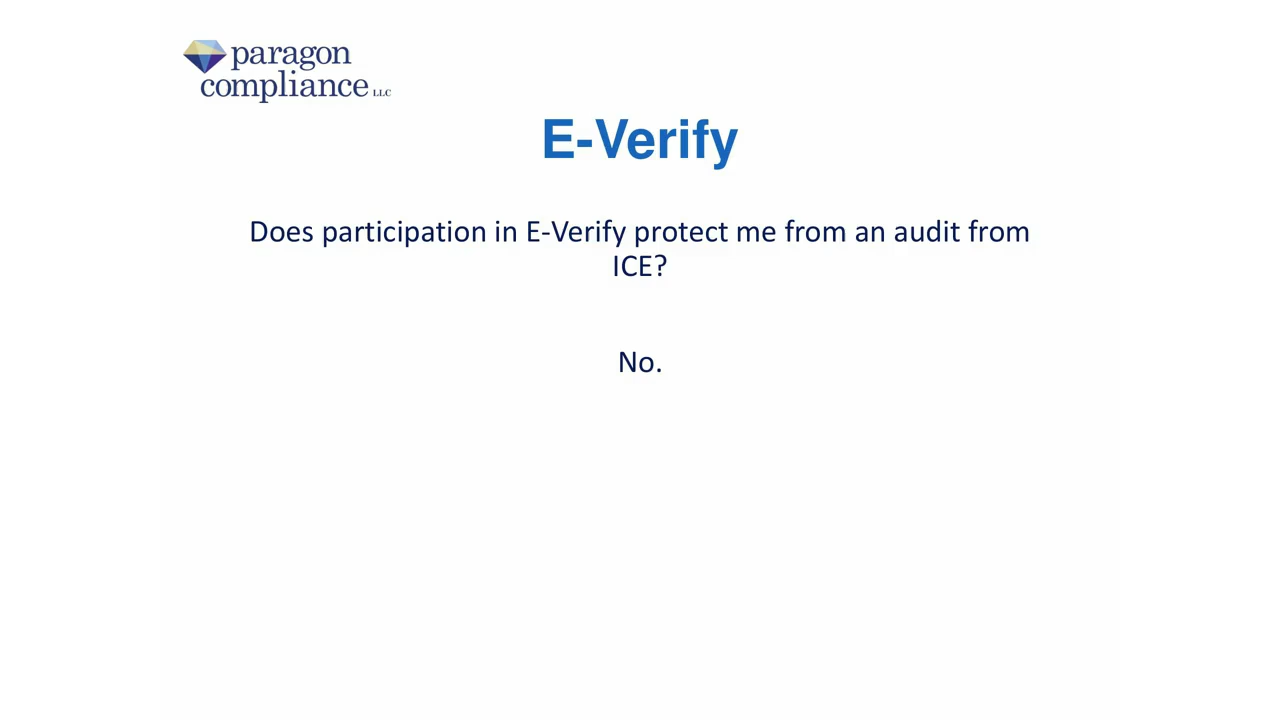 paragon
compliance LLC
E-Verify
Does participation in E-Verify protect me from an audit from
ICE?
No.